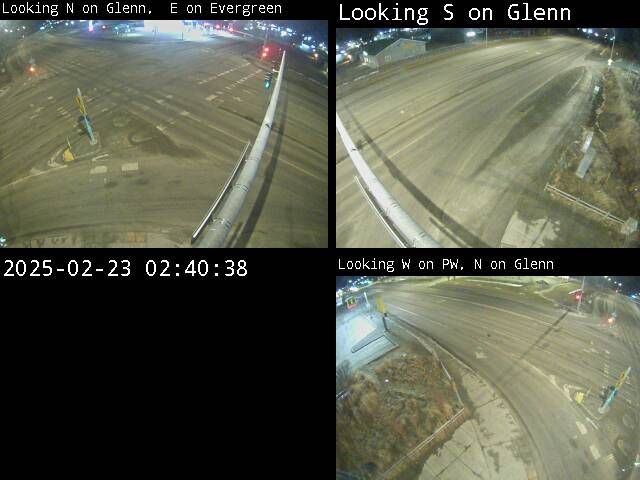 Looking N on Glenn,  E on Evergreen
Looking S on Glenn
2025-02-23 02:40:38
Looking W on PW, N on Glenn